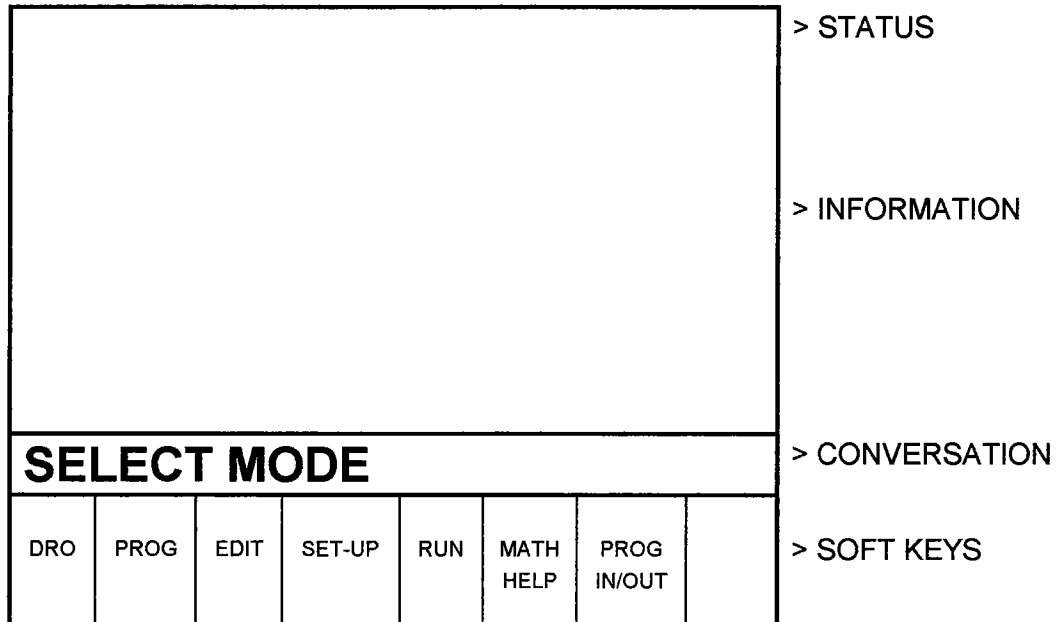 > STATUS
> INFORMATION
SELECT MODE
> CONVERSATION
DRO PROG EDIT SET-UP RUN MATH HELP PROG IN/OUT
> SOFT KEYS